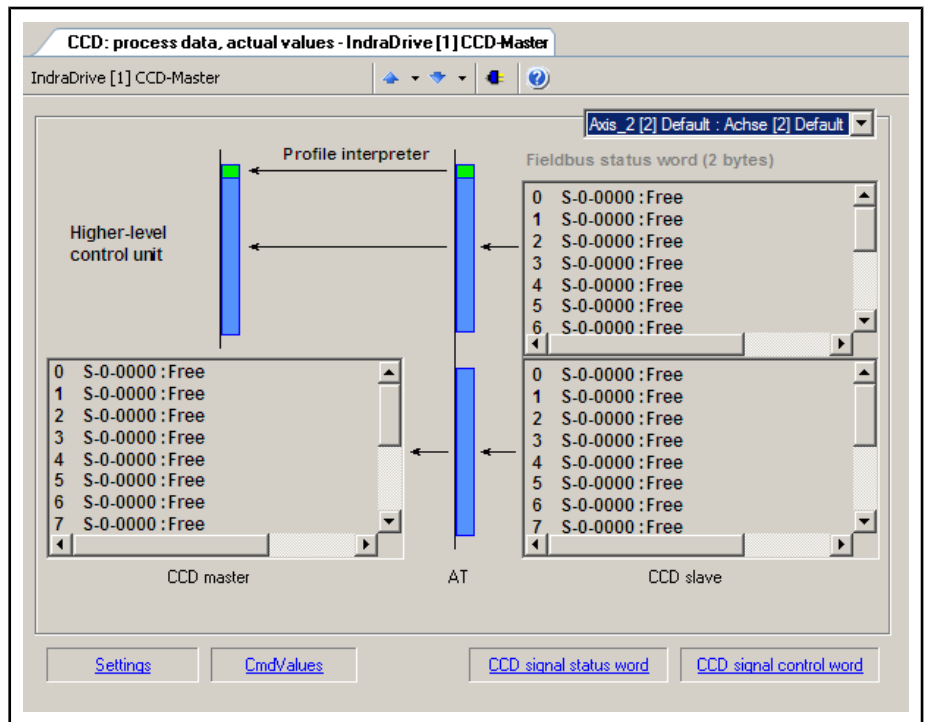 CCD: process data, actual values - IndraDrive [1] CCD-Master
IndraDrive [1] CCD-Master
Axis_2 [2] Default : Achse [2] Default
Profile interpreter
Fieldbus status word (2 bytes)
Higher-level
control unit
0 S-0-0000 :Free
1 S-0-0000 :Free
2 S-0-0000 :Free
3 S-0-0000 :Free
4 S-0-0000 :Free
5 S-0-0000 :Free
6 S-0-0000 :Free
0 S-0-0000 :Free
1 S-0-0000 :Free
2 S-0-0000 :Free
3 S-0-0000 :Free
4 S-0-0000 :Free
5 S-0-0000 :Free
6 S-0-0000 :Free
7 S-0-0000 :Free
0 S-0-0000 :Free
1 S-0-0000 :Free
2 S-0-0000 :Free
3 S-0-0000 :Free
4 S-0-0000 :Free
5 S-0-0000 :Free
6 S-0-0000 :Free
7 S-0-0000 :Free
CCD master
AT
CCD slave
Settings
CmdValues
CCD signal status word
CCD signal control word